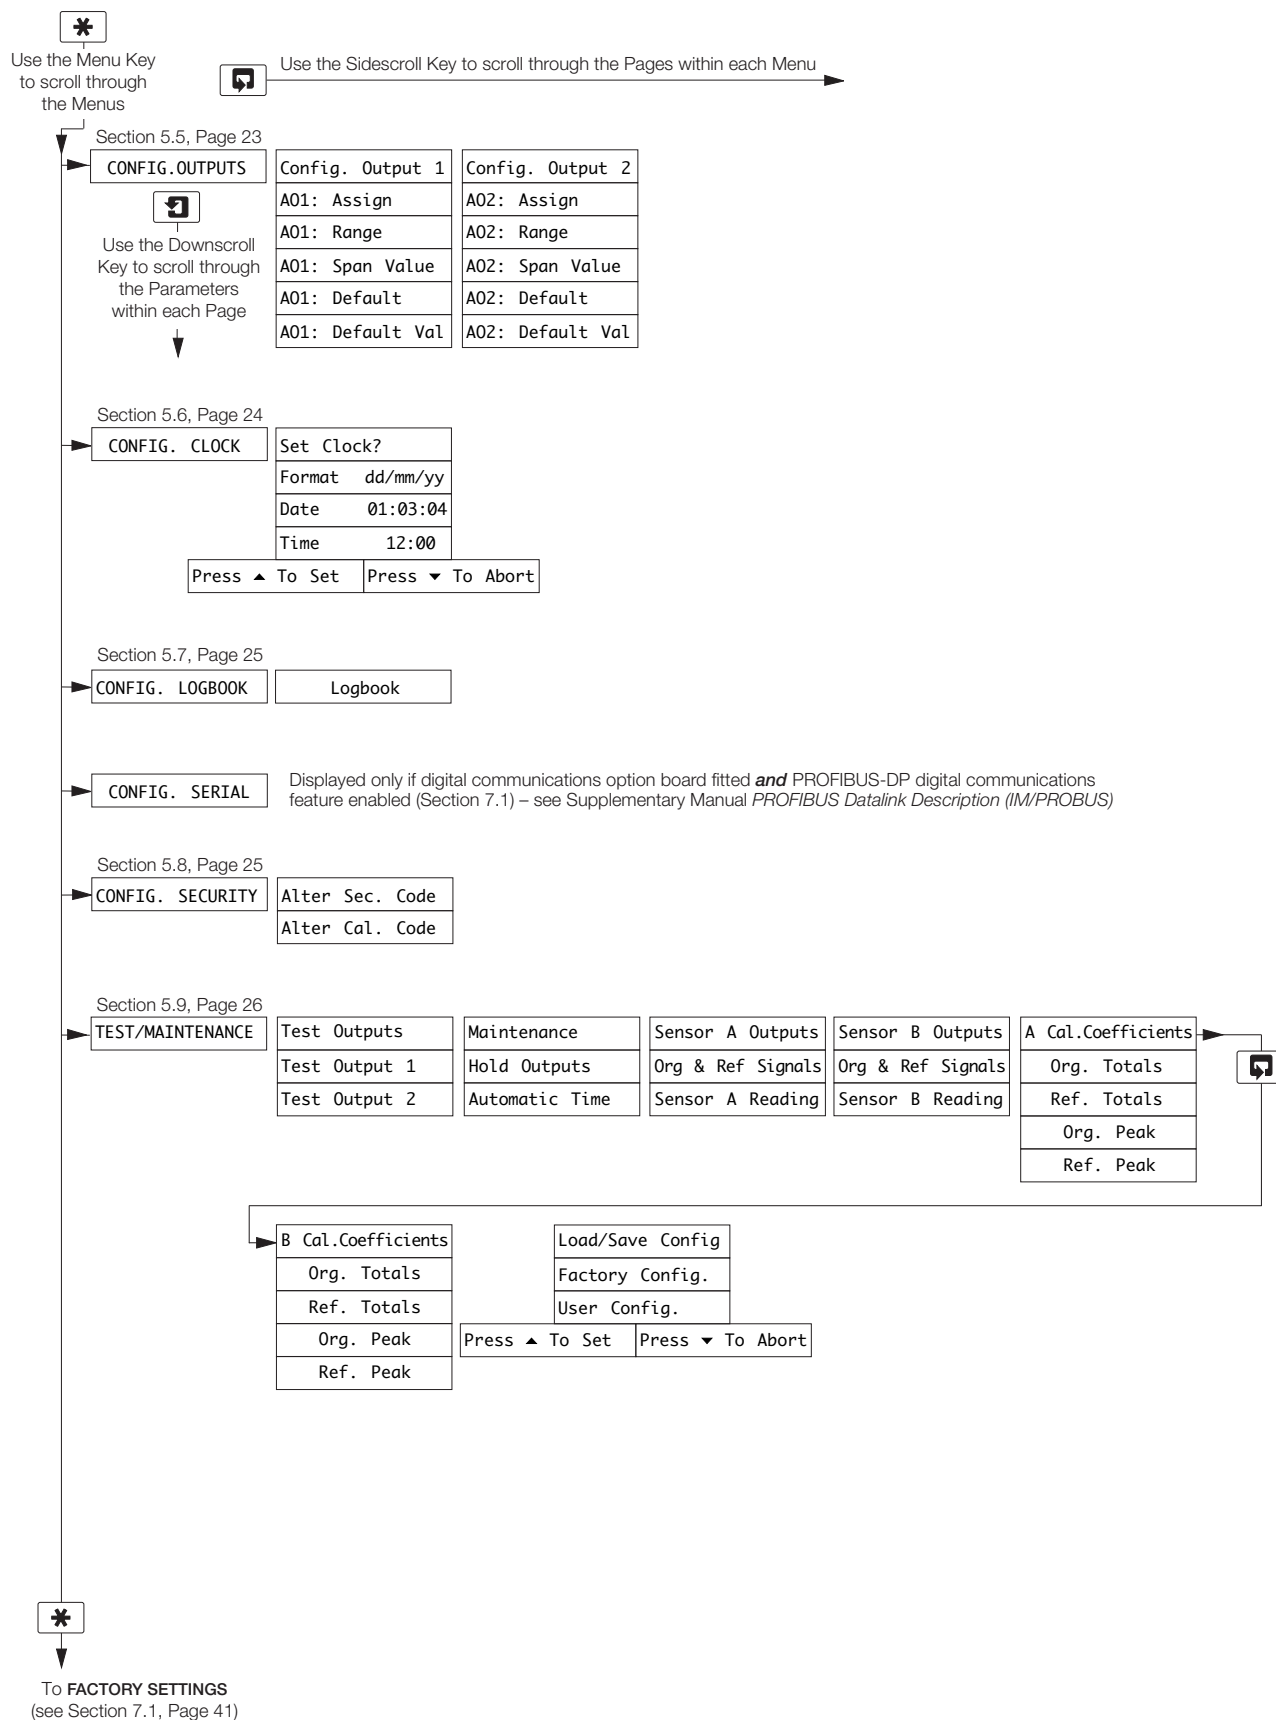 Use the Menu Key
to scroll through
the Menus
Use the Sidescroll Key to scroll through the Pages within each Menu
Section 5.5, Page 23
CONFIG.OUTPUTS
Use the Downscroll
Key to scroll through
the Parameters
within each Page
Config. Output 1
AO1: Assign
AO1: Range
AO1: Span Value
AO1: Default
AO1: Default Val
Config. Output 2
AO2: Assign
AO2: Range
AO2: Span Value
AO2: Default
AO2: Default Val
Section 5.6, Page 24
CONFIG. CLOCK
Set Clock?
Format dd/mm/yy
Date 01:03:04
Time 12:00
Press ▲ To Set
Press ▼ To Abort
Section 5.7, Page 25
CONFIG. LOGBOOK
Logbook
CONFIG. SERIAL
Displayed only if digital communications option board fitted and PROFIBUS-DP digital communications
feature enabled (Section 7.1) – see Supplementary Manual PROFIBUS Datalink Description (IM/PROBUS)
Section 5.8, Page 25
CONFIG. SECURITY
Alter Sec. Code
Alter Cal. Code
Section 5.9, Page 26
TEST/MAINTENANCE
Test Outputs
Test Output 1
Test Output 2
Maintenance
Hold Outputs
Automatic Time
Sensor A Outputs
Org & Ref Signals
Sensor A Reading
Sensor B Outputs
Org & Ref Signals
Sensor B Reading
A Cal.Coefficients
Org. Totals
Ref. Totals
Org. Peak
Ref. Peak
B Cal.Coefficients
Org. Totals
Ref. Totals
Org. Peak
Ref. Peak
Load/Save Config
Factory Config.
User Config.
Press ▲ To Set
Press ▼ To Abort
To FACTORY SETTINGS
(see Section 7.1, Page 41)